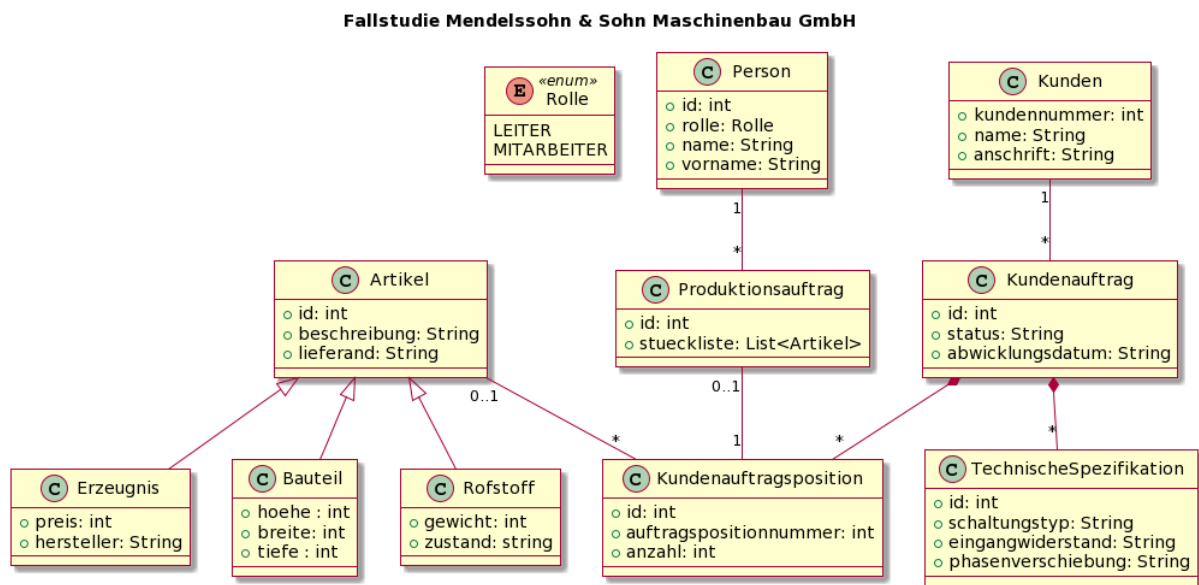 Fallstudie Mendelssohn & Sohn Maschinenbau GmbH
E «enum»
Rolle
LEITER
MITARBEITER
C Person
id: int
rolle: Rolle
name: String
vorname: String
C Kunden
kundennummer: int
name: String
anschrift: String
1
*
1
*
C Artikel
id: int
beschreibung: String
lieferand: String
C Produktionsauftrag
id: int
stueckliste: List<Artikel>
C Kundenauftrag
id: int
status: String
abwicklungsdatum: String
0..1
*
0..1
1
*
*
C Erzeugnis
preis: int
hersteller: String
C Bauteil
hoehe : int
breite: int
tiefe : int
C Rofstoff
gewicht: int
zustand: string
C Kundenauftragsposition
id: int
auftragspositionnummer: int
anzahl: int
C TechnischeSpezifikation
id: int
schaltungstyp: String
eingangwiderstand: String
phasenverschiebung: String